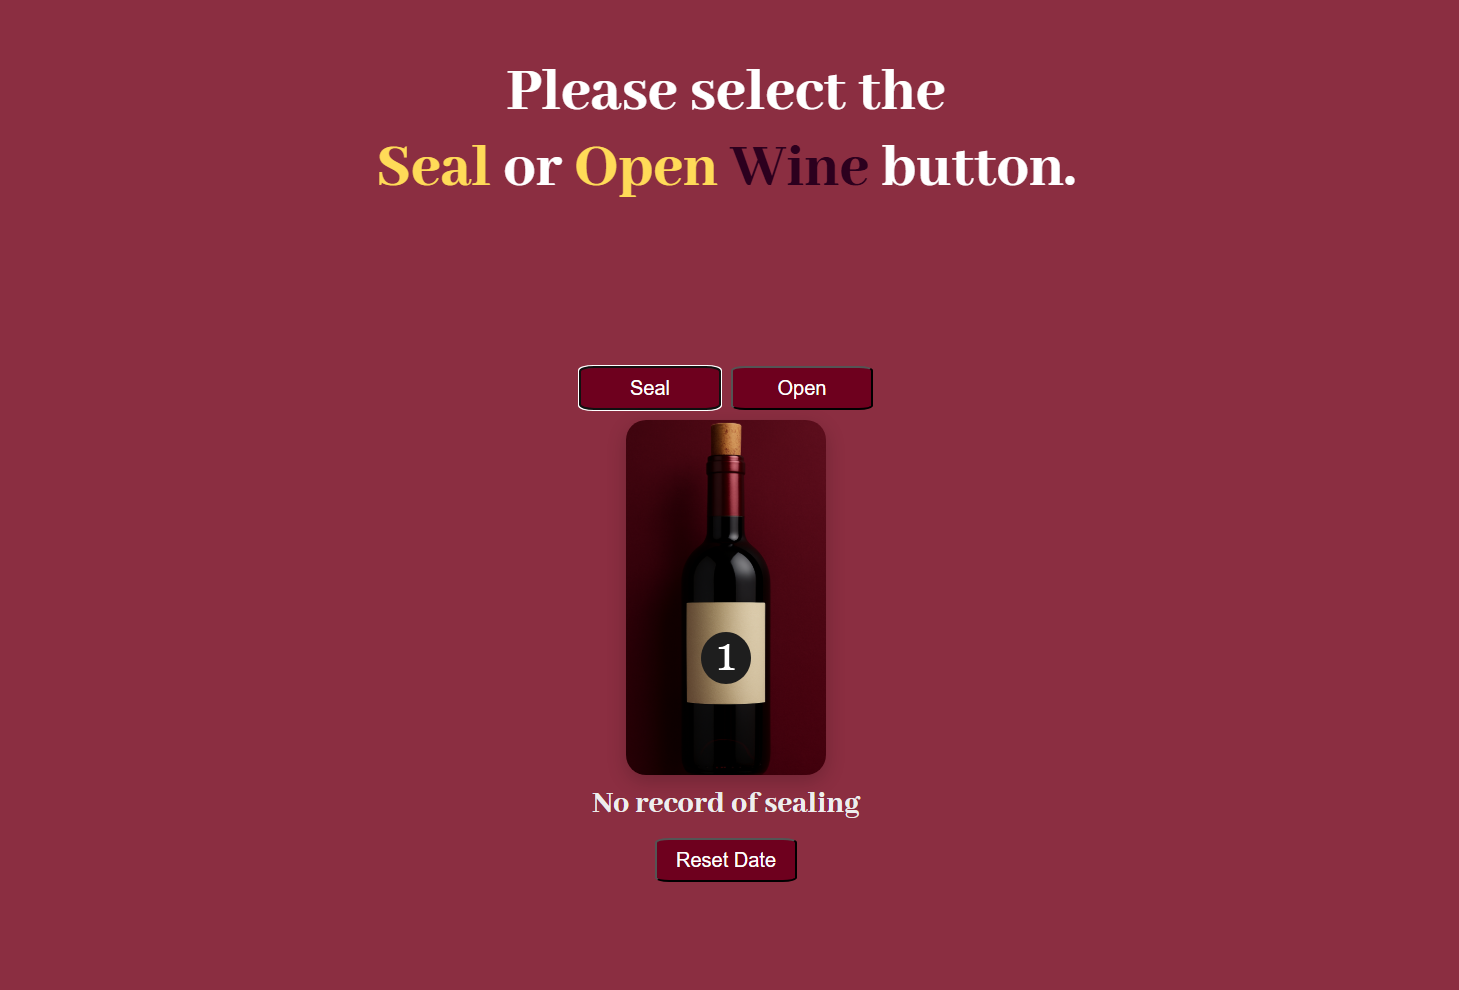 Please select the
Seal or Open Wine button.
Seal
Open
1
No record of sealing
Reset Date